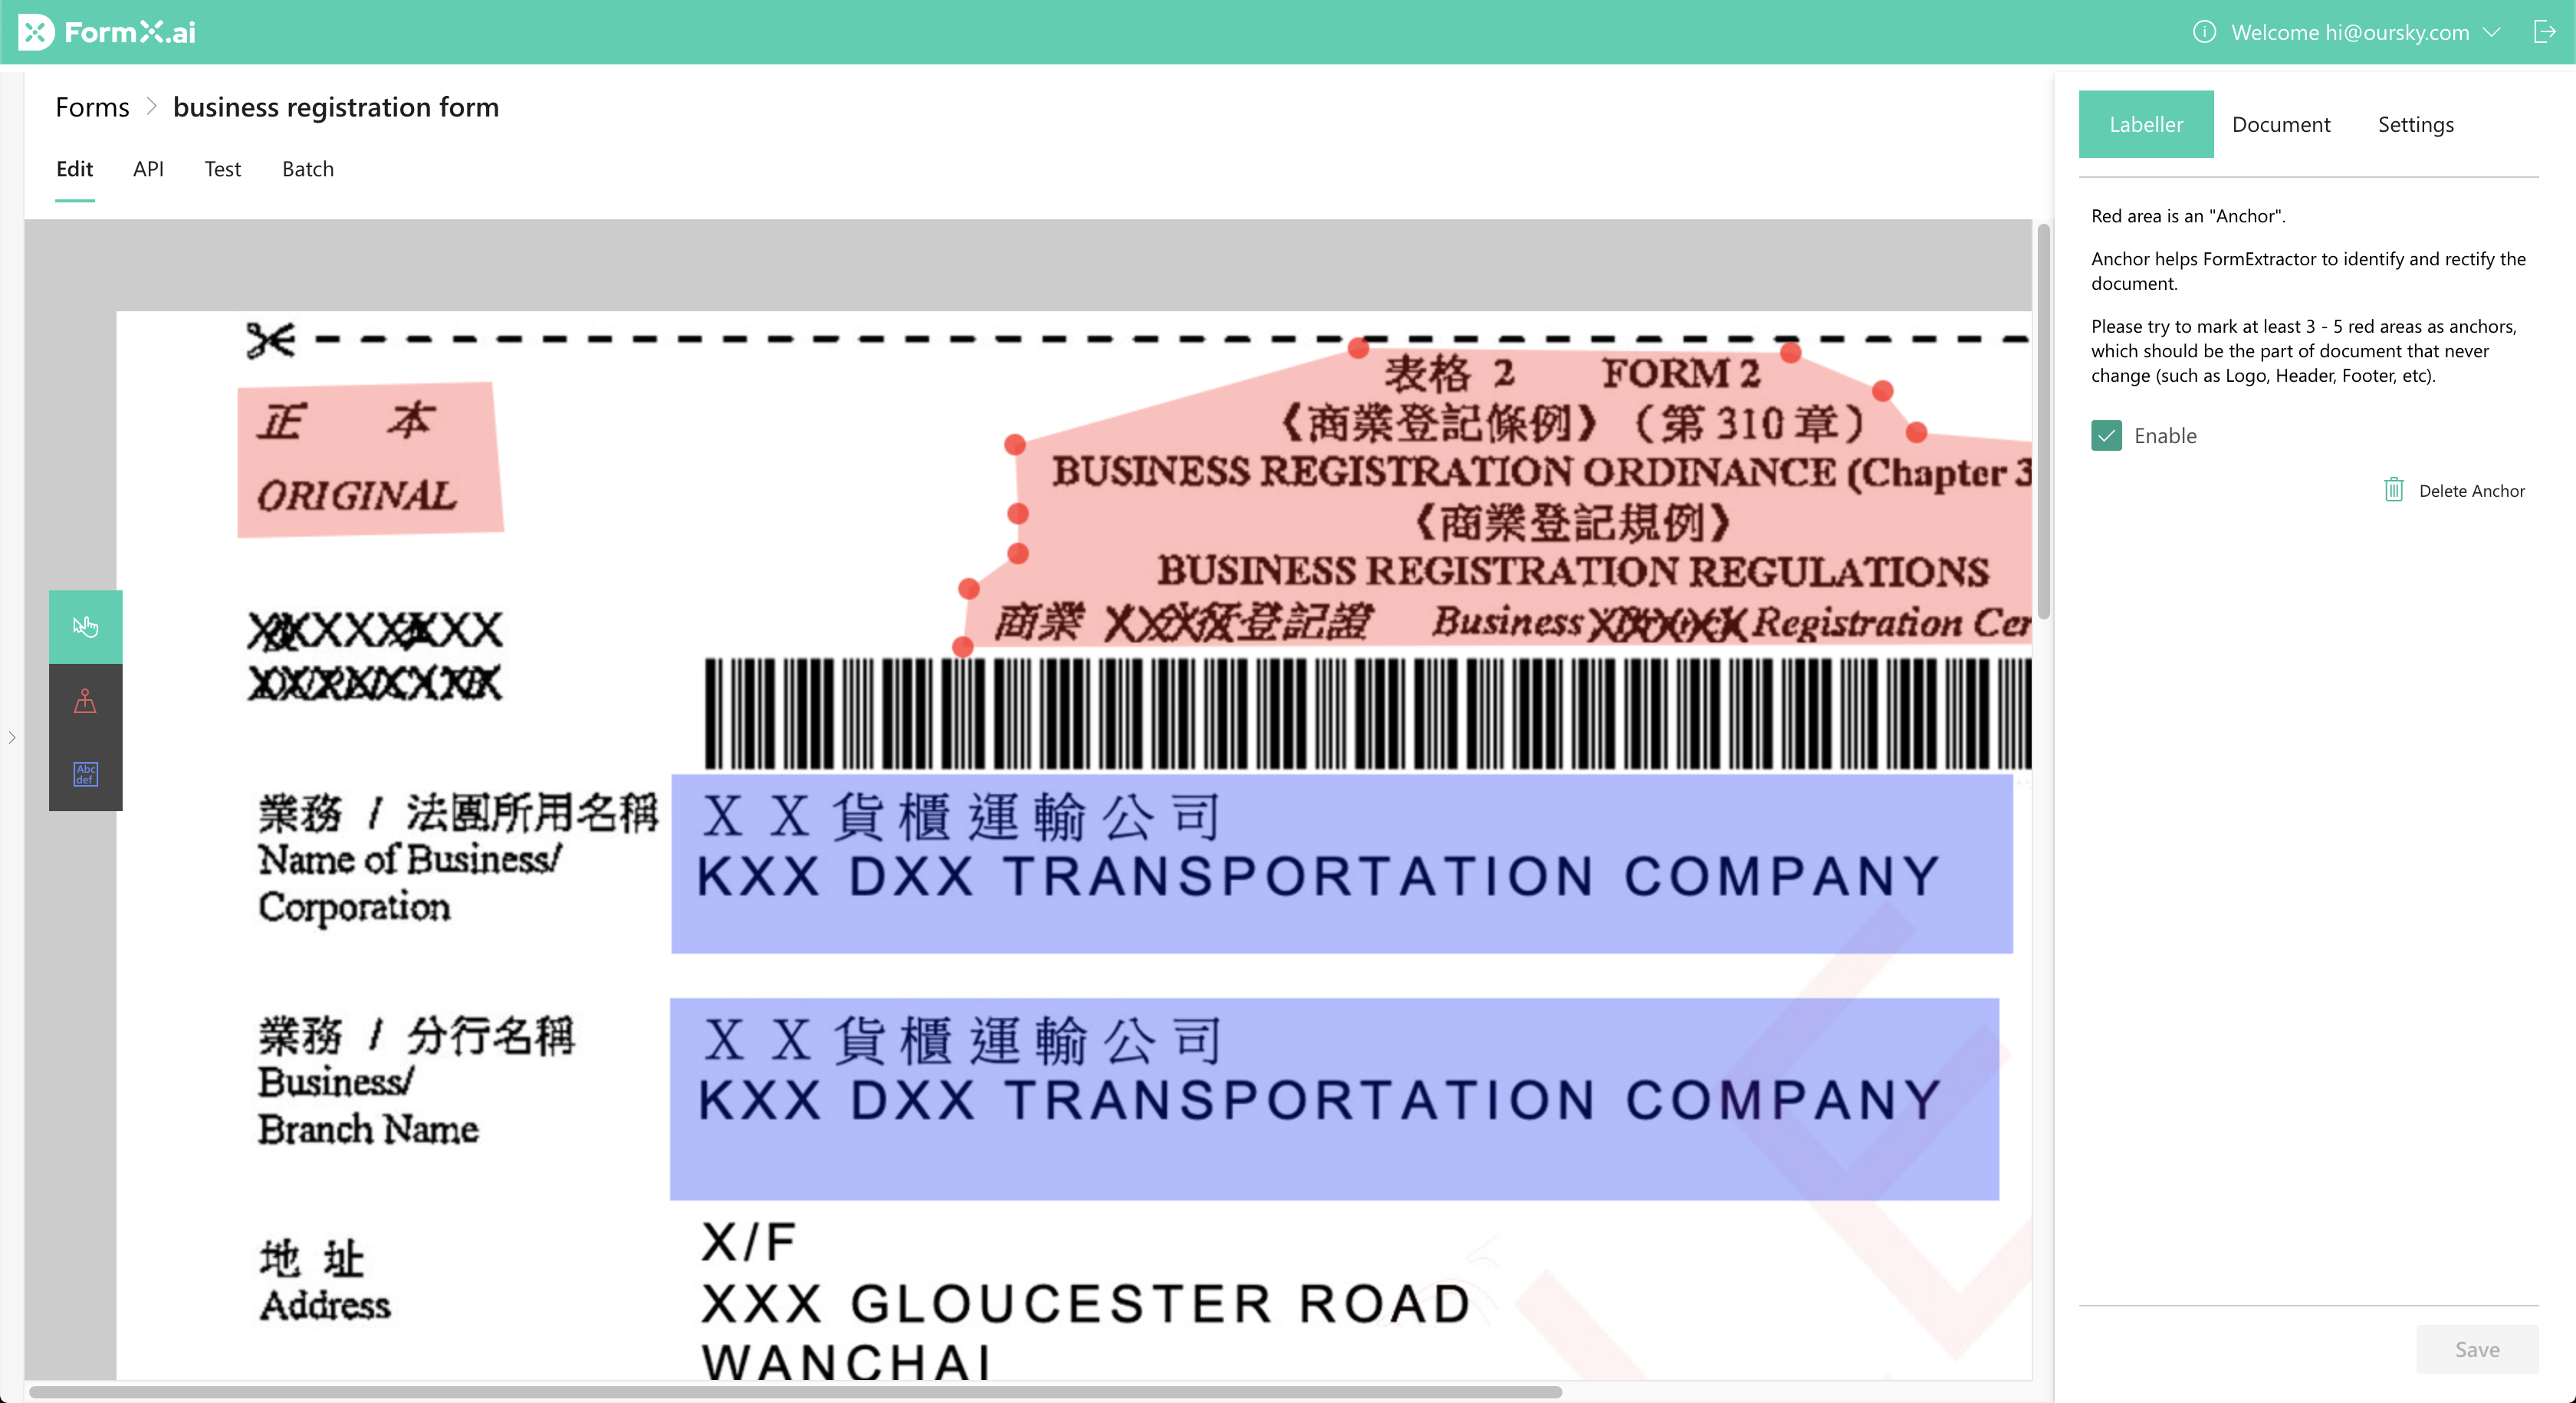 FormX.ai
Welcome hi@oursky.com
Forms > business registration form
Edit API Test Batch
表格 2 FORM 2
《商業登記條例》（第 310 章）
BUSINESS REGISTRATION ORDINANCE (Chapter 3
《商業登記規例》
BUSINESS REGISTRATION REGULATIONS
商業 XXXX登記證 Business XXXXXX Registration Cer
正 本
ORIGINAL
XXXXXXXXX
XXXXXXXXX
業務 / 法團所用名稱
Name of Business/
Corporation
X X 貨櫃運輸公司
KXX DXX TRANSPORTATION COMPANY
業務 / 分行名稱
Business/
Branch Name
X X 貨櫃運輸公司
KXX DXX TRANSPORTATION COMPANY
地 址
Address
X/F
XXX GLOUCESTER ROAD
WANCHAI
Abc
def
Labeller Document Settings
Red area is an "Anchor".
Anchor helps FormExtractor to identify and rectify the
document.
Please try to mark at least 3 - 5 red areas as anchors,
which should be the part of document that never
change (such as Logo, Header, Footer, etc).
Enable
Delete Anchor
Save